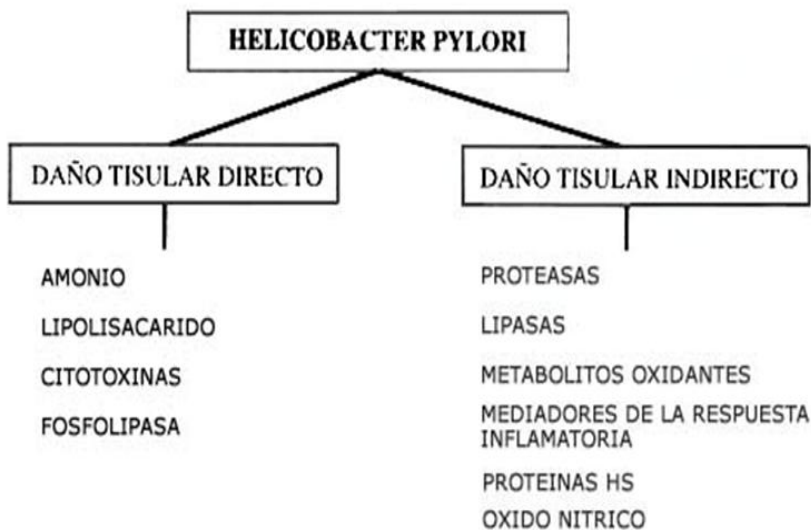 HELICOBACTER PYLORI
DAÑO TISULAR DIRECTO
AMONIO
LIPOLISACARIDO
CITOTOXINAS
FOSFOLIPASA
DAÑO TISULAR INDIRECTO
PROTEASAS
LIPASAS
METABOLITOS OXIDANTES
MEDIADORES DE LA RESPUESTA
INFLAMATORIA
PROTEINAS HS
OXIDO NITRICO